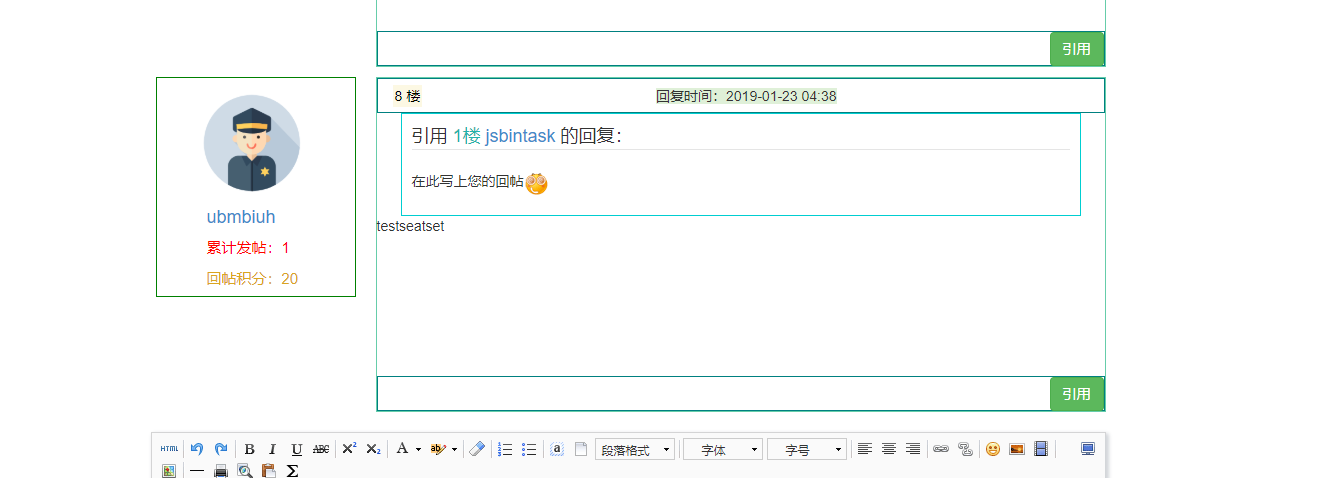 引用
8 楼
回复时间：2019-01-23 04:38
引用 1楼 jsbintask 的回复：
在此写上您的回帖
ubmbiuh
累计发帖：1
回帖积分：20
testseatset
引用
HTML B I U ABC X² X₂ A ab a 段落格式 字体 字号
Σ